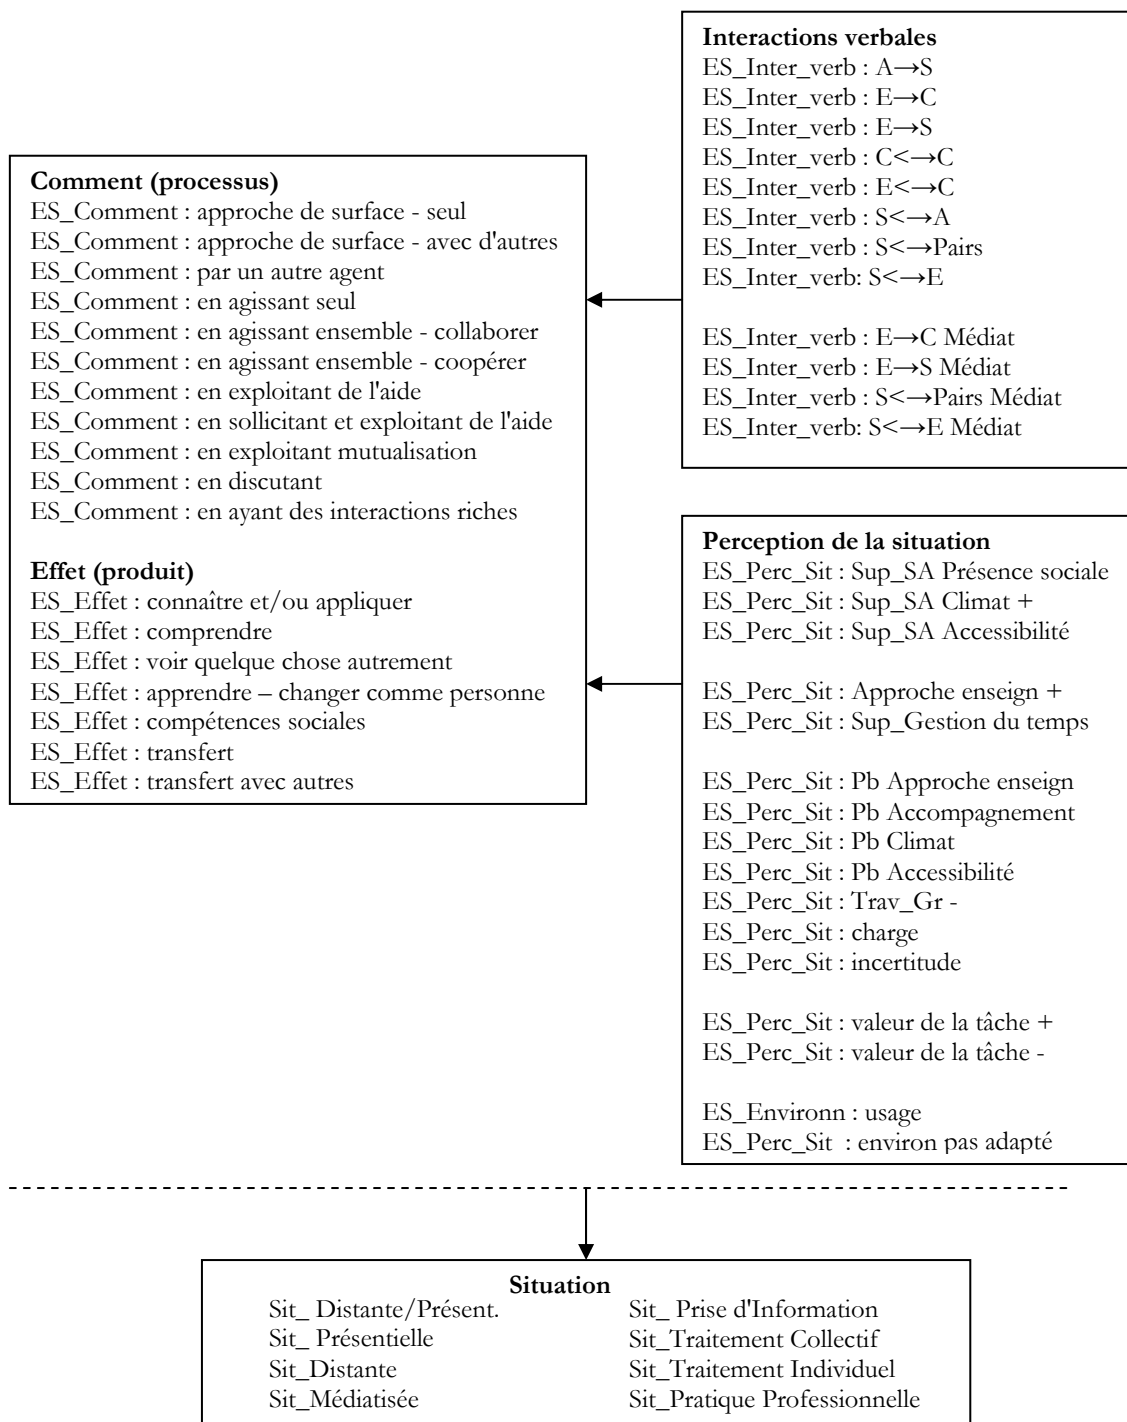 Interactions verbales
ES_Inter_verb : A→S
ES_Inter_verb : E→C
ES_Inter_verb : E→S
ES_Inter_verb : C<→C
ES_Inter_verb : E<→C
ES_Inter_verb : S<→A
ES_Inter_verb : S<→Pairs
ES_Inter_verb: S<→E
ES_Inter_verb : E→C Médiat
ES_Inter_verb : E→S Médiat
ES_Inter_verb : S<→Pairs Médiat
ES_Inter_verb: S<→E Médiat
Comment (processus)
ES_Comment : approche de surface - seul
ES_Comment : approche de surface - avec d'autres
ES_Comment : par un autre agent
ES_Comment : en agissant seul
ES_Comment : en agissant ensemble - collaborer
ES_Comment : en agissant ensemble - coopérer
ES_Comment : en exploitant de l'aide
ES_Comment : en sollicitant et exploitant de l'aide
ES_Comment : en exploitant mutualisation
ES_Comment : en discutant
ES_Comment : en ayant des interactions riches
Effet (produit)
ES_Effet : connaître et/ou appliquer
ES_Effet : comprendre
ES_Effet : voir quelque chose autrement
ES_Effet : apprendre – changer comme personne
ES_Effet : compétences sociales
ES_Effet : transfert
ES_Effet : transfert avec autres
Perception de la situation
ES_Perc_Sit : Sup_SA Présence sociale
ES_Perc_Sit : Sup_SA Climat +
ES_Perc_Sit : Sup_SA Accessibilité
ES_Perc_Sit : Approche enseign +
ES_Perc_Sit : Sup_Gestion du temps
ES_Perc_Sit : Pb Approche enseign
ES_Perc_Sit : Pb Accompagnement
ES_Perc_Sit : Pb Climat
ES_Perc_Sit : Pb Accessibilité
ES_Perc_Sit : Trav_Gr -
ES_Perc_Sit : charge
ES_Perc_Sit : incertitude
ES_Perc_Sit : valeur de la tâche +
ES_Perc_Sit : valeur de la tâche -
ES_Environn : usage
ES_Perc_Sit  : environ pas adapté
Situation
Sit_ Distante/Présent.
Sit_ Présentielle
Sit_Distante
Sit_Médiatisée
Sit_ Prise d'Information
Sit_Traitement Collectif
Sit_Traitement Individuel
Sit_Pratique Professionnelle